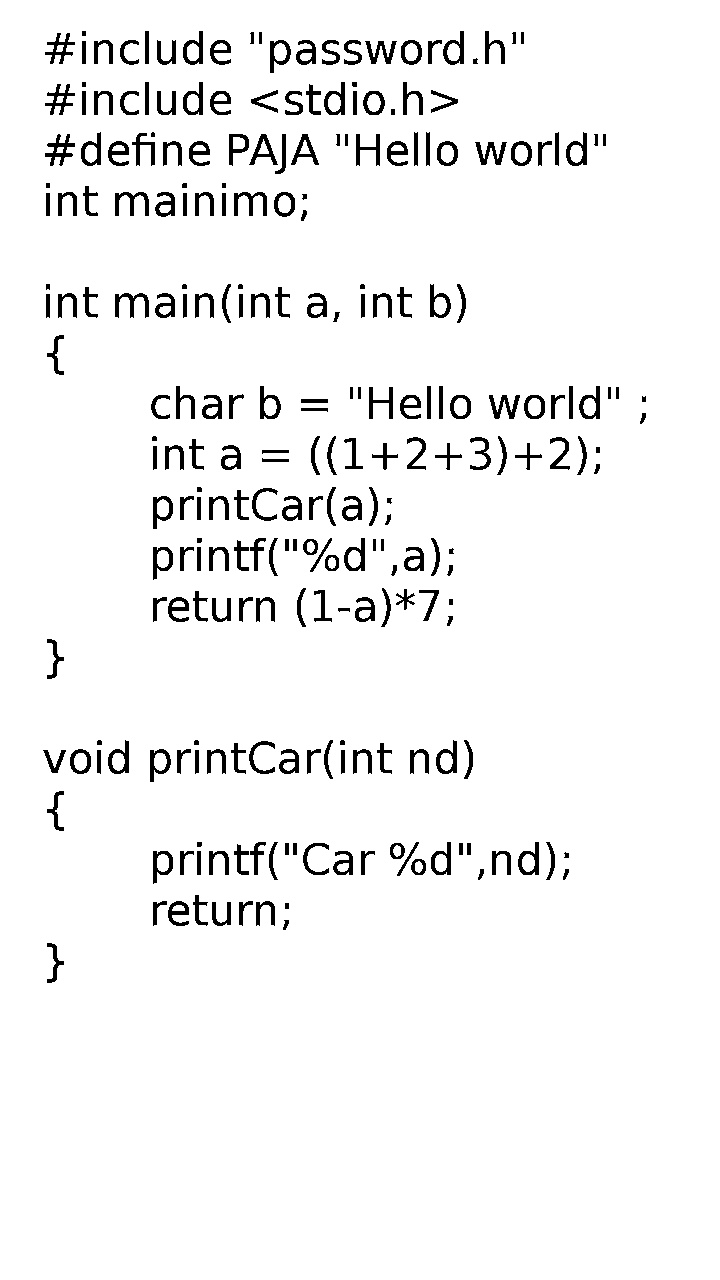 #include "password.h"
#include <stdio.h>
#define PAJA "Hello world"
int mainimo;

int main(int a, int b)
{
	char b = "Hello world" ;
	int a = ((1+2+3)+2);
	printCar(a);
	printf("%d",a);
	return (1-a)*7;
}

void printCar(int nd)
{
	printf("Car %d",nd);
	return;
}